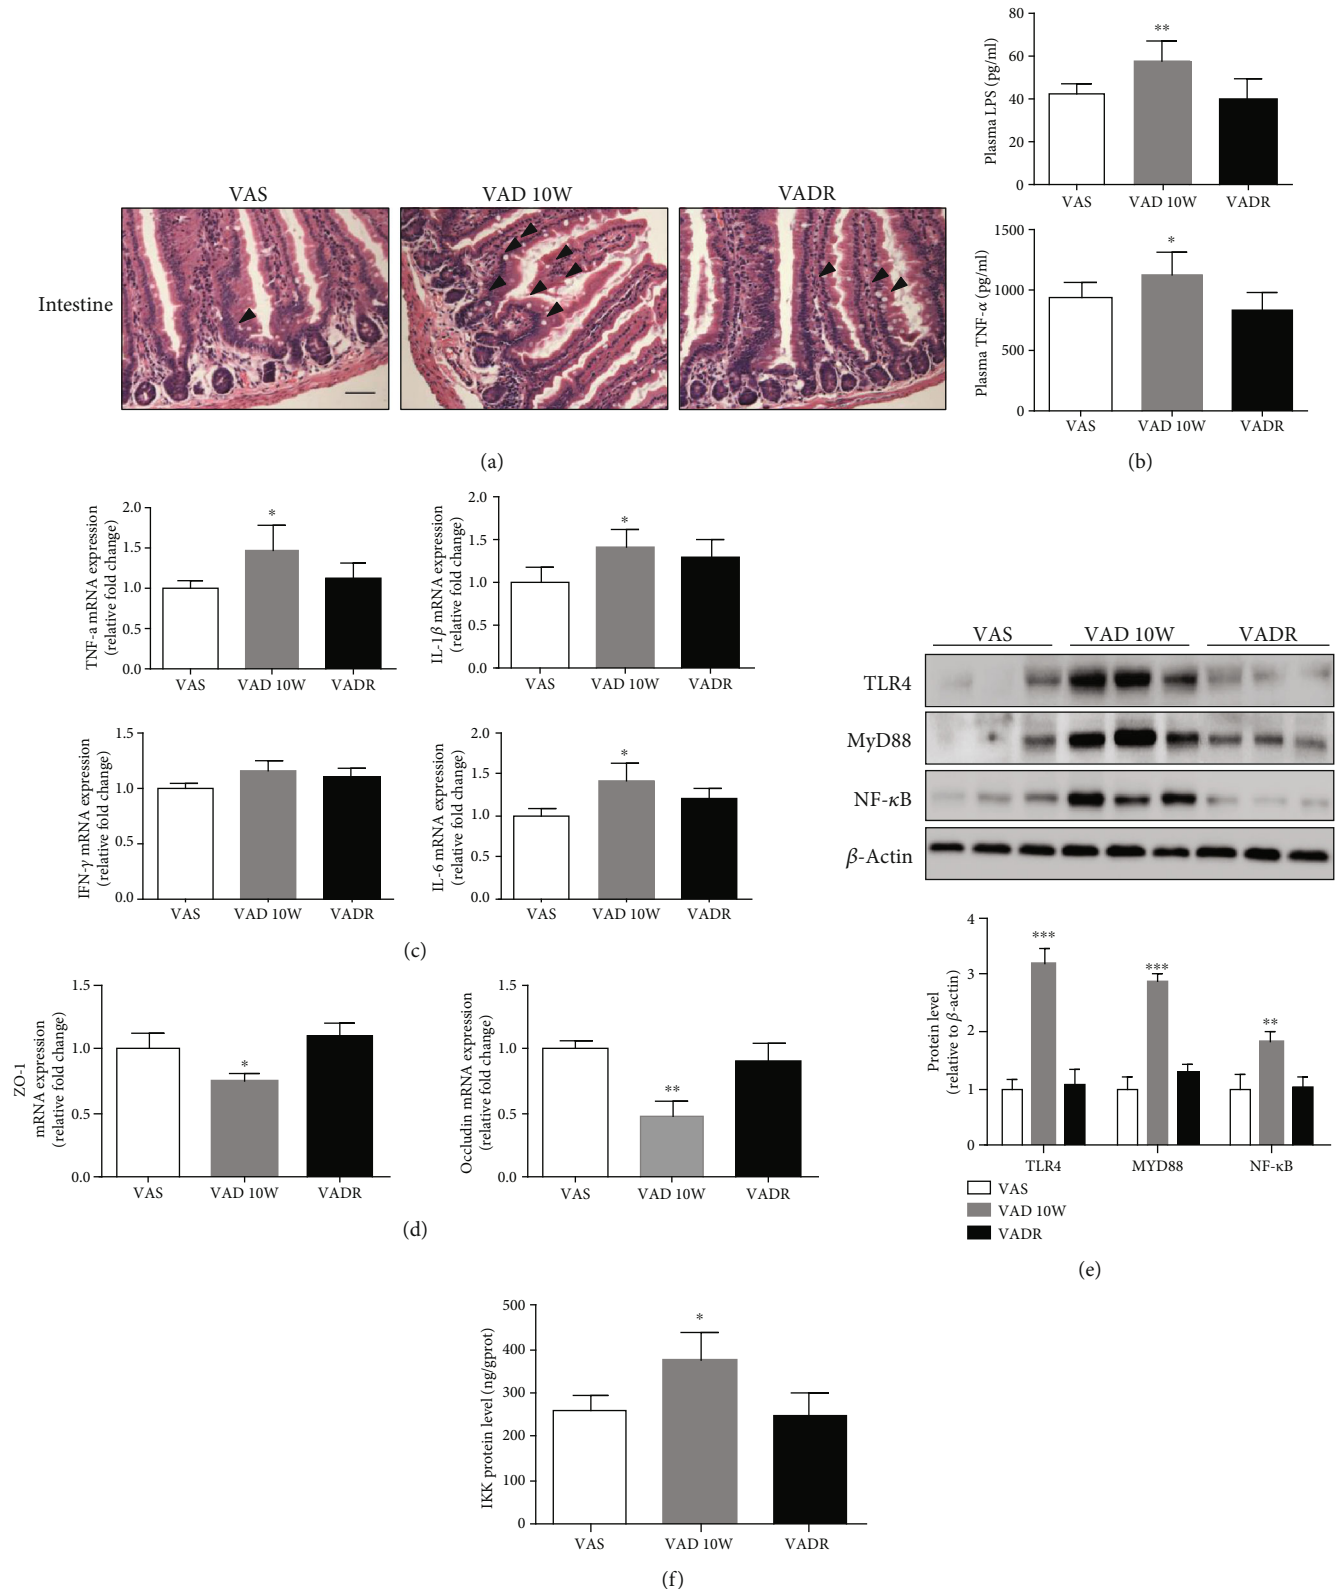 VAS
VAD 10W
VADR
Intestine
(a)
Plasma LPS (pg/ml)
80
60
40
20
0
**
VAS
VAD 10W
VADR
Plasma TNF-α (pg/ml)
1500
1000
500
0
*
VAS
VAD 10W
VADR
(b)
TNF-a mRNA expression
(relative fold change)
2.0
1.5
1.0
0.5
0.0
*
VAS
VAD 10W
VADR
IL-1β mRNA expression
(relative fold change)
2.0
1.5
1.0
0.5
0.0
*
VAS
VAD 10W
VADR
IFN-γ mRNA expression
(relative fold change)
1.5
1.0
0.5
0.0
VAS
VAD 10W
VADR
IL-6 mRNA expression
(relative fold change)
2.0
1.5
1.0
0.5
0.0
*
VAS
VAD 10W
VADR
(c)
ZO-1
mRNA expression
(relative fold change)
1.5
1.0
0.5
0.0
*
VAS
VAD 10W
VADR
Occludin mRNA expression
(relative fold change)
1.5
1.0
0.5
0.0
**
VAS
VAD 10W
VADR
(d)
VAS
VAD 10W
VADR
TLR4
MyD88
NF-κB
β-Actin
Protein level
(relative to β-actin)
4
3
2
1
0
***
***
**
TLR4
MYD88
NF-κB
VAS
VAD 10W
VADR
(e)
IKK protein level (ng/gprot)
500
400
300
200
100
0
*
VAS
VAD 10W
VADR
(f)